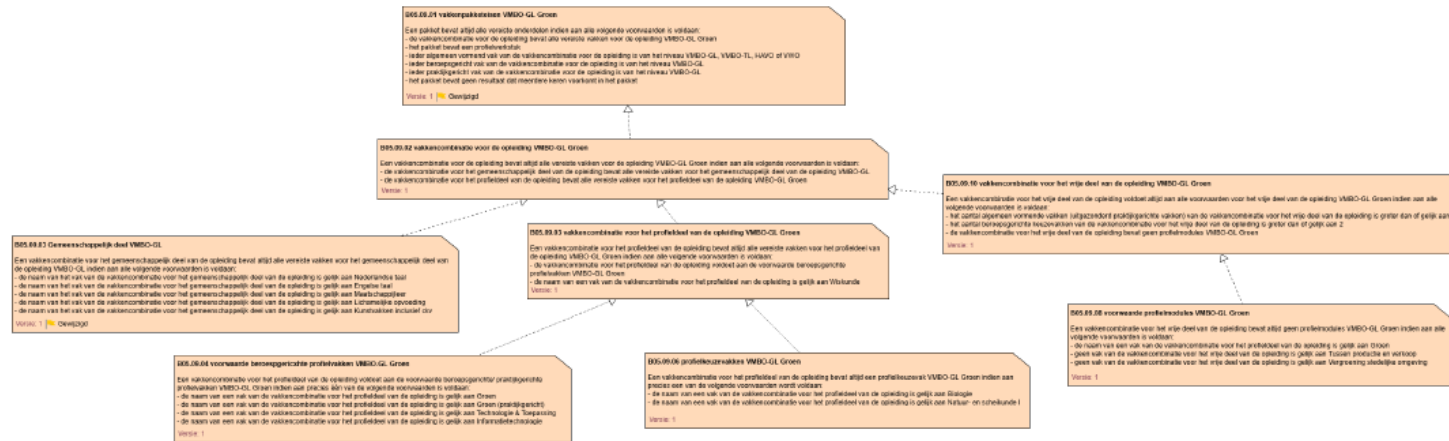 B05.09.01 vakkenpakketeisen VMBO-GL Groen
Een pakket bevat altijd alle vereiste onderdelen indien aan alle volgende voorwaarden is voldaan:
- de vakkencombinatie voor de opleiding bevat alle vereiste vakken voor de opleiding VMBO-GL Groen
- het pakket bevat een profielwerkstuk
- ieder algemeen vormend vak van de vakkencombinatie voor de opleiding is van het niveau VMBO-GL, VMBO-TL, HAVO of VWO
- ieder beroepsgericht vak van de vakkencombinatie voor de opleiding is van het niveau VMBO-GL
- ieder praktijkgericht vak van de vakkencombinatie voor de opleiding is van het niveau VMBO-GL
- het pakket bevat geen resultaat dat meerdere keren voorkomt in het pakket
Versie: 1 Gewijzigd
B05.09.02 vakkencombinatie voor de opleiding VMBO-GL Groen
Een vakkencombinatie voor de opleiding bevat altijd alle vereiste vakken voor de opleiding VMBO-GL Groen indien aan alle volgende voorwaarden is voldaan:
- de vakkencombinatie voor het gemeenschappelijk deel van de opleiding bevat alle vereiste vakken voor het gemeenschappelijk deel van de opleiding VMBO-GL
- de vakkencombinatie voor het profieldeel van de opleiding bevat alle vereiste vakken voor het profieldeel van de opleiding VMBO-GL Groen
Versie: 1
B05.09.10 vakkencombinatie voor het vrije deel van de opleiding VMBO-GL Groen
Een vakkencombinatie voor het vrije deel van de opleiding voldoet altijd aan alle voorwaarden voor het vrije deel van de opleiding VMBO-GL Groen indien aan alle
volgende voorwaarden is voldaan:
- het aantal algemeen vormende vakken (uitgezonderd praktijkgerichte vakken) van de vakkencombinatie voor het vrije deel van de opleiding is groter dan of gelijk aan
- het aantal beroepsgerichte keuzevakken van de vakkencombinatie voor het vrije deel van de opleiding is groter dan of gelijk aan 2
- de vakkencombinatie voor het vrije deel van de opleiding bevat geen profielmodules VMBO-GL Groen
Versie: 1
B05.09.03 Gemeenschappelijk deel VMBO-GL
Een vakkencombinatie voor het gemeenschappelijk deel van de opleiding bevat altijd alle vereiste vakken voor het gemeenschappelijk deel van
de opleiding VMBO-GL indien aan alle volgende voorwaarden is voldaan:
- de naam van het vak van de vakkencombinatie voor het gemeenschappelijk deel van de opleiding is gelijk aan Nederlandse taal
- de naam van het vak van de vakkencombinatie voor het gemeenschappelijk deel van de opleiding is gelijk aan Engelse taal
- de naam van het vak van de vakkencombinatie voor het gemeenschappelijk deel van de opleiding is gelijk aan Maatschappijleer
- de naam van het vak van de vakkencombinatie voor het gemeenschappelijk deel van de opleiding is gelijk aan Lichamelijke opvoeding
- de naam van het vak van de vakkencombinatie voor het gemeenschappelijk deel van de opleiding is gelijk aan Kunstvakken inclusief ckv
Versie: 1 Gewijzigd
B05.09.03 vakkencombinatie voor het profieldeel van de opleiding VMBO-GL Groen
Een vakkencombinatie voor het profieldeel van de opleiding bevat altijd alle vereiste vakken voor het profieldeel van
de opleiding VMBO-GL Groen indien aan alle volgende voorwaarden is voldaan:
- de vakkencombinatie voor het profieldeel van de opleiding voldoet aan de voorwaarde beroepsgerichte
profielvakken VMBO-GL Groen
- de naam van een vak van de vakkencombinatie voor het profieldeel van de opleiding is gelijk aan Wiskunde
Versie: 1
B05.09.08 voorwaarde profielmodules VMBO-GL Groen
Een vakkencombinatie voor het vrije deel van de opleiding bevat altijd geen profielmodules VMBO-GL Groen indien aan alle
volgende voorwaarden is voldaan:
- de naam van een vak van de vakkencombinatie voor het profieldeel van de opleiding is gelijk aan Groen
- geen vak van de vakkencombinatie voor het vrije deel van de opleiding is gelijk aan Tussen productie en verkoop
- geen vak van de vakkencombinatie voor het vrije deel van de opleiding is gelijk aan Vergroening stedelijke omgeving
Versie: 1
B05.09.04 voorwaarde beroepsgerichte profielvakken VMBO-GL Groen
Een vakkencombinatie voor het profieldeel van de opleiding voldoet aan de voorwaarde beroepsgerichte/ praktijkgerichte
profielvakken VMBO-GL Groen indien aan precies één van de volgende voorwaarden is voldaan:
- de naam van een vak van de vakkencombinatie voor het profieldeel van de opleiding is gelijk aan Groen
- de naam van een vak van de vakkencombinatie voor het profieldeel van de opleiding is gelijk aan Groen (praktijkgericht)
- de naam van een vak van de vakkencombinatie voor het profieldeel van de opleiding is gelijk aan Technologie & Toepassing
- de naam van een vak van de vakkencombinatie voor het profieldeel van de opleiding is gelijk aan Informatietechnologie
Versie: 1
B05.09.06 profielkeuzevakken VMBO-GL Groen
Een vakkencombinatie voor het profieldeel van de opleiding bevat altijd een profielkeuzevak VMBO-GL Groen indien aan
precies een van de volgende voorwaarden wordt voldaan:
- de naam van een vak van de vakkencombinatie voor het profieldeel van de opleiding is gelijk aan Biologie
- de naam van een vak van de vakkencombinatie voor het profieldeel van de opleiding is gelijk aan Natuur- en scheikunde I
Versie: 1